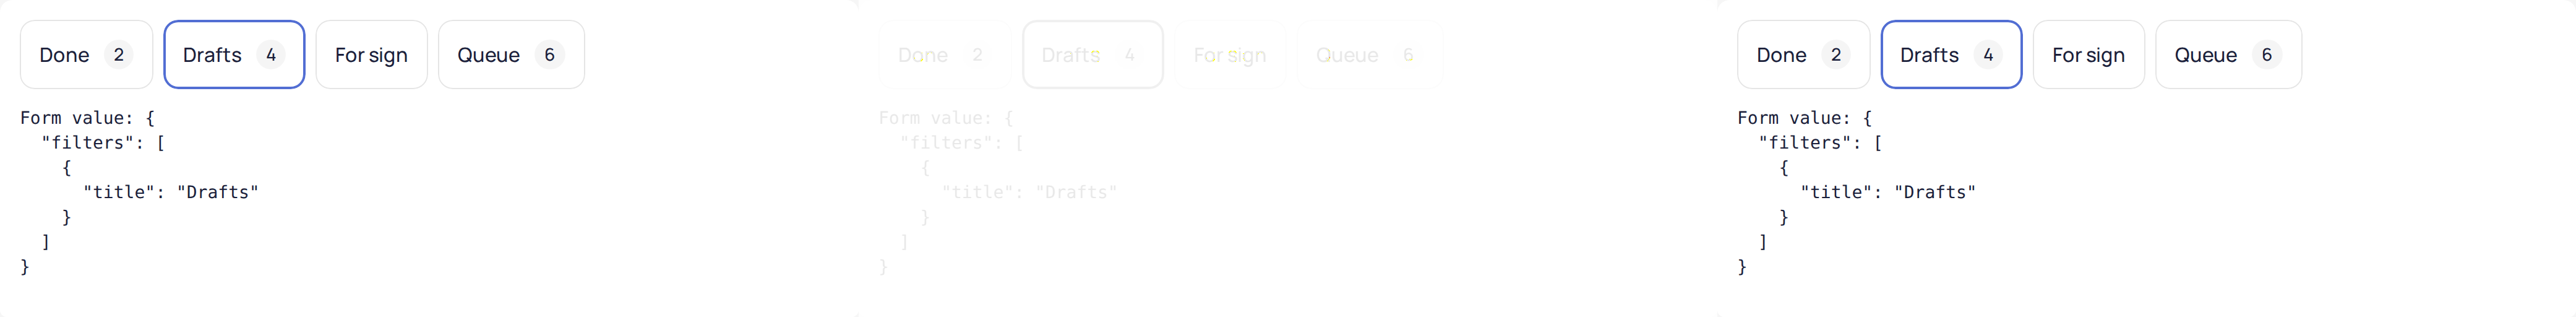 Done 2 Drafts 4 For sign Queue 6
Form value: {
  "filters": [
    {
      "title": "Drafts"
    }
  ]
}
Done 2 Drafts 4 For sign Queue 6
Form value: {
  "filters": [
    {
      "title": "Drafts"
    }
  ]
}
Done 2 Drafts 4 For sign Queue 6
Form value: {
  "filters": [
    {
      "title": "Drafts"
    }
  ]
}